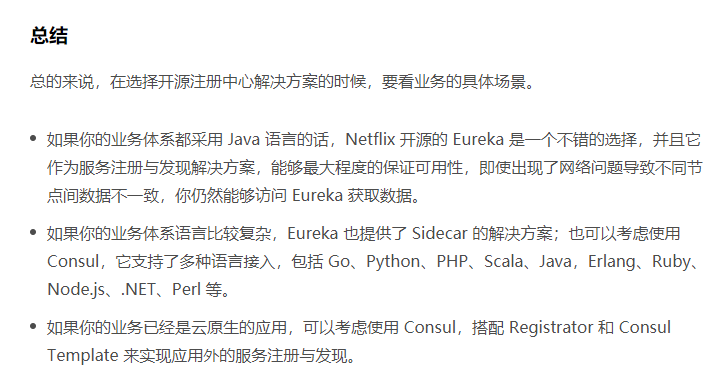 总结
总的来说，在选择开源注册中心解决方案的时候，要看业务的具体场景。
如果你的业务体系都采用 Java 语言的话，Netflix 开源的 Eureka 是一个不错的选择，并且它
作为服务注册与发现解决方案，能够最大程度的保证可用性，即使出现了网络问题导致不同节
点间数据不一致，你仍然能够访问 Eureka 获取数据。
如果你的业务体系语言比较复杂，Eureka 也提供了 Sidecar 的解决方案；也可以考虑使用
Consul，它支持了多种语言接入，包括 Go、Python、PHP、Scala、Java，Erlang、Ruby、
Node.js、.NET、Perl 等。
如果你的业务已经是云原生的应用，可以考虑使用 Consul，搭配 Registrator 和 Consul
Template 来实现应用外的服务注册与发现。